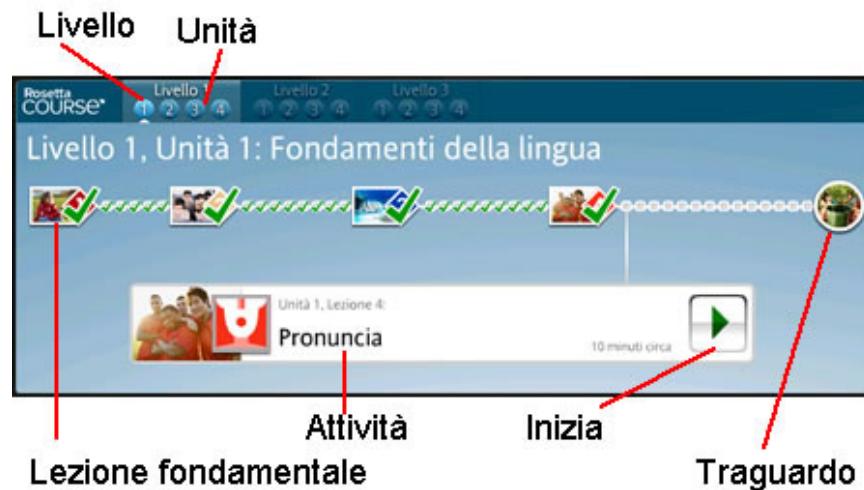 Livello Unità
Rosetta
COURSE®
Livello 1 Livello 2 Livello 3
1 2 3 4 1 2 3 4 1 2 3 4
Livello 1, Unità 1: Fondamenti della lingua
Unità 1, Lezione 4:
Pronuncia
10 minuti circa
Attività Inizia
Lezione fondamentale Traguardo